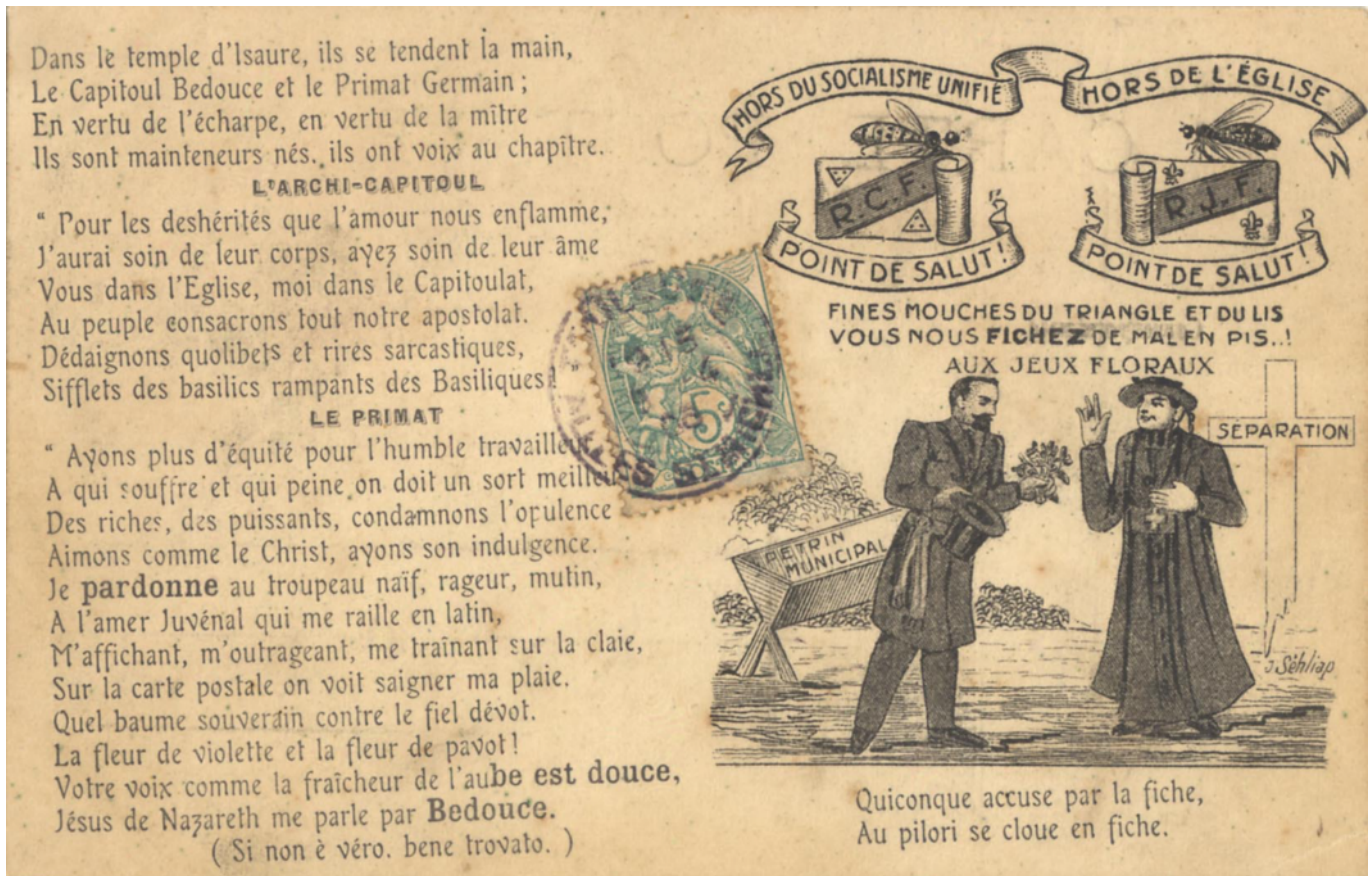 Dans le temple d'Isaure, ils se tendent la main,
Le Capitoul Bedouce et le Primat Germain ;
En vertu de l'écharpe, en vertu de la mître
Ils sont mainteneurs nés. ils ont voix au chapître.
L'ARCHI-CAPITOUL
" Pour les deshérités que l'amour nous enflamme,
J'aurai soin de leur corps, ayez soin de leur âme
Vous dans l'Eglise, moi dans le Capitoulat,
Au peuple consacrons tout notre apostolat.
Dédaignons quolibets et rires sarcastiques,
Sifflets des basilics rampants des Basiliques!
LE PRIMAT
" Ayons plus d'équité pour l'humble travailleur
A qui souffre et qui peine on doit un sort meilleur
Des riches, des puissants, condamnons l'opulence
Aimons comme le Christ, ayons son indulgence.
Je pardonne au troupeau naïf, rageur, mutin,
A l'amer Juvénal qui me raille en latin,
M'affichant, m'outrageant, me traînant sur la claie,
Sur la carte postale on voit saigner ma plaie.
Quel baume souverain contre le fiel dévot.
La fleur de violette et la fleur de pavot!
Votre voix comme la fraîcheur de l'aube est douce,
Jésus de Nazareth me parle par Bedouce.
( Si non è véro. bene trovato. )
HORS DU SOCIALISME UNIFIÉ
R.C.F.
POINT DE SALUT!
HORS DE L'ÉGLISE
R.J.F.
POINT DE SALUT!
FINES MOUCHES DU TRIANGLE ET DU LIS
VOUS NOUS FICHEZ DE MAL EN PIS..!
AUX JEUX FLORAUX
SÉPARATION
PETRIN
MUNICIPAL
J Séhliap
Quiconque accuse par la fiche,
Au pilori se cloue en fiche.
5